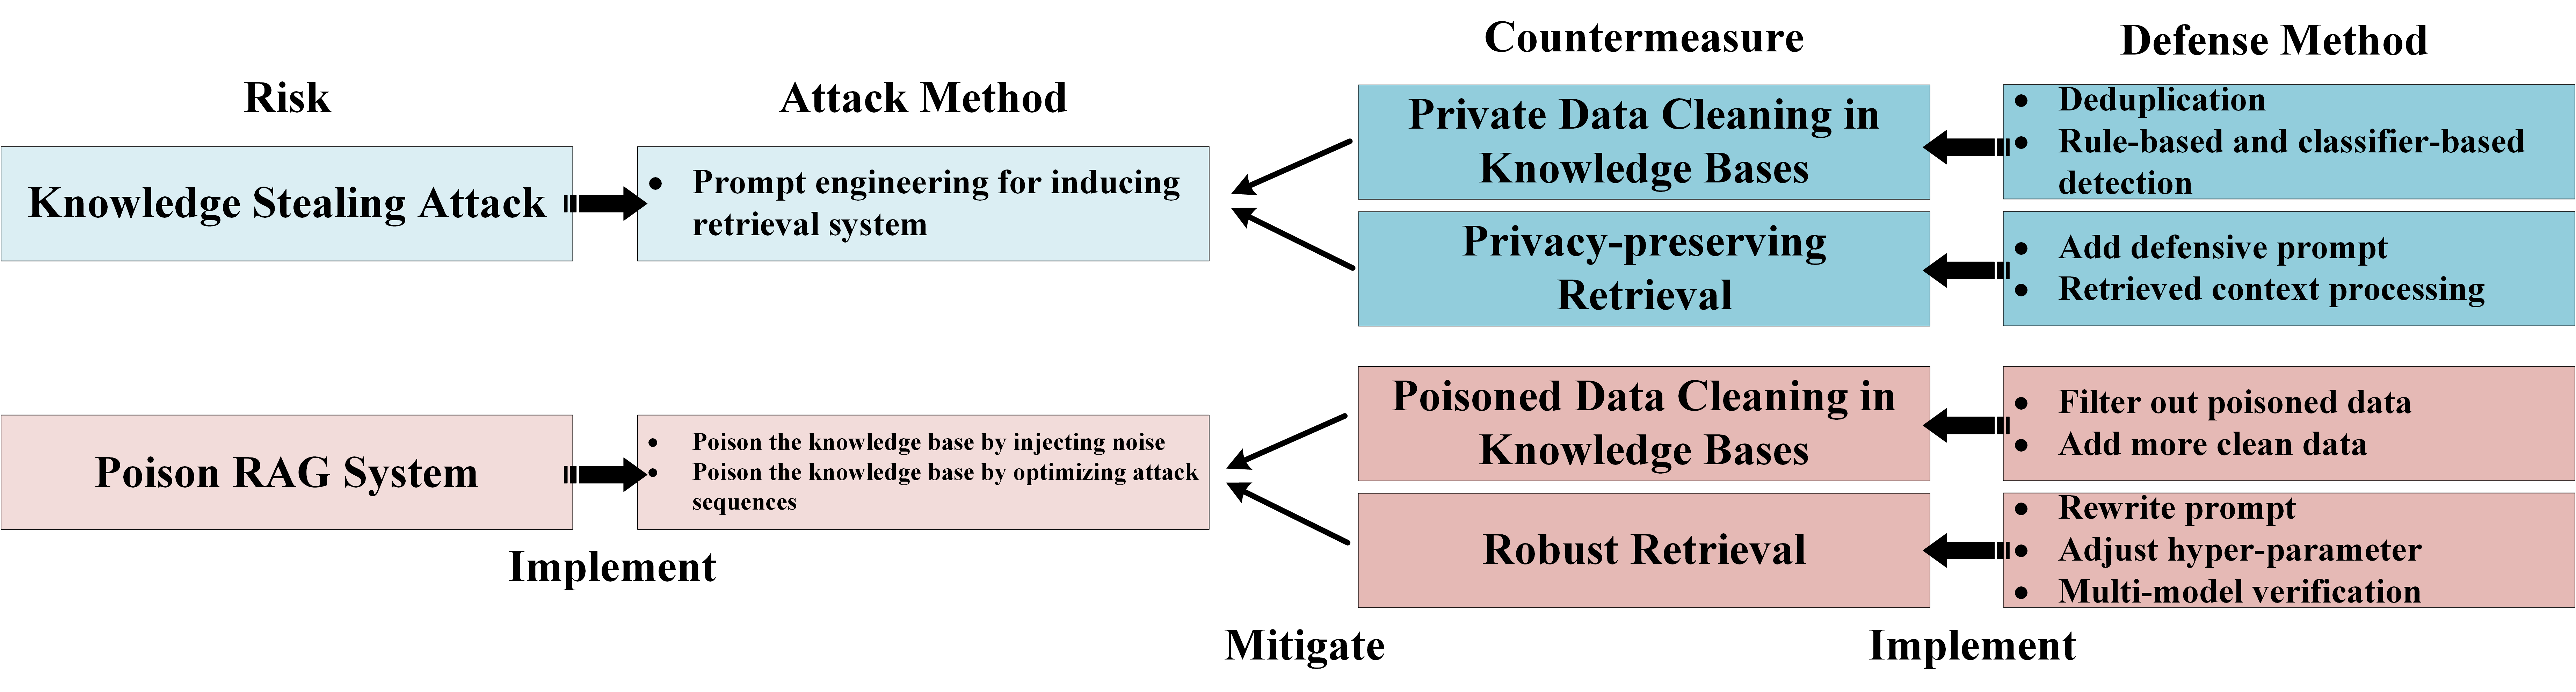 Risk
Attack Method
Countermeasure
Defense Method
Knowledge Stealing Attack
• Prompt engineering for inducing
retrieval system
Private Data Cleaning in
Knowledge Bases
• Deduplication
• Rule-based and classifier-based
detection
Privacy-preserving
Retrieval
• Add defensive prompt
• Retrieved context processing
Poison RAG System
• Poison the knowledge base by injecting noise
• Poison the knowledge base by optimizing attack
sequences
Poisoned Data Cleaning in
Knowledge Bases
• Filter out poisoned data
• Add more clean data
Robust Retrieval
• Rewrite prompt
• Adjust hyper-parameter
• Multi-model verification
Implement
Mitigate
Implement